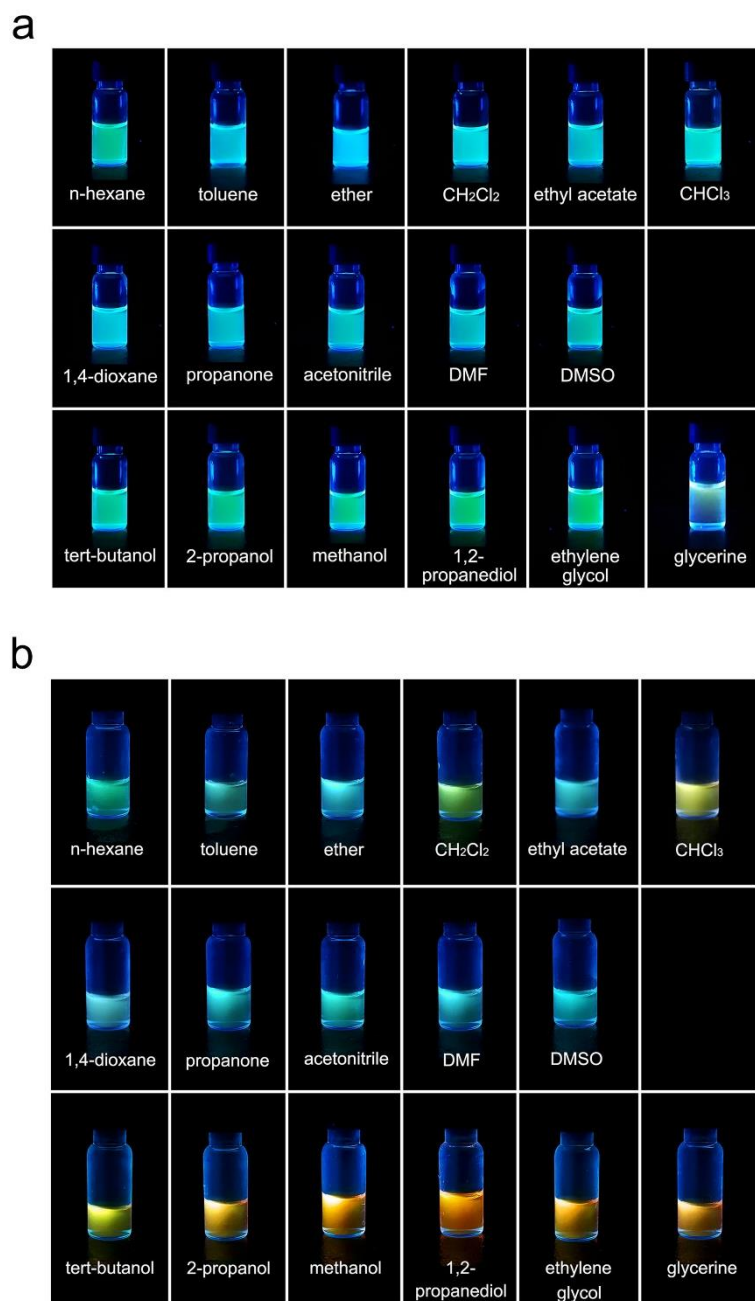 a
n-hexane
toluene
ether
CH₂Cl₂
ethyl acetate
CHCl₃
1,4-dioxane
propanone
acetonitrile
DMF
DMSO
tert-butanol
2-propanol
methanol
1,2-
propanediol
ethylene
glycol
glycerine
b
n-hexane
toluene
ether
CH₂Cl₂
ethyl acetate
CHCl₃
1,4-dioxane
propanone
acetonitrile
DMF
DMSO
tert-butanol
2-propanol
methanol
1,2-
propanediol
ethylene
glycol
glycerine